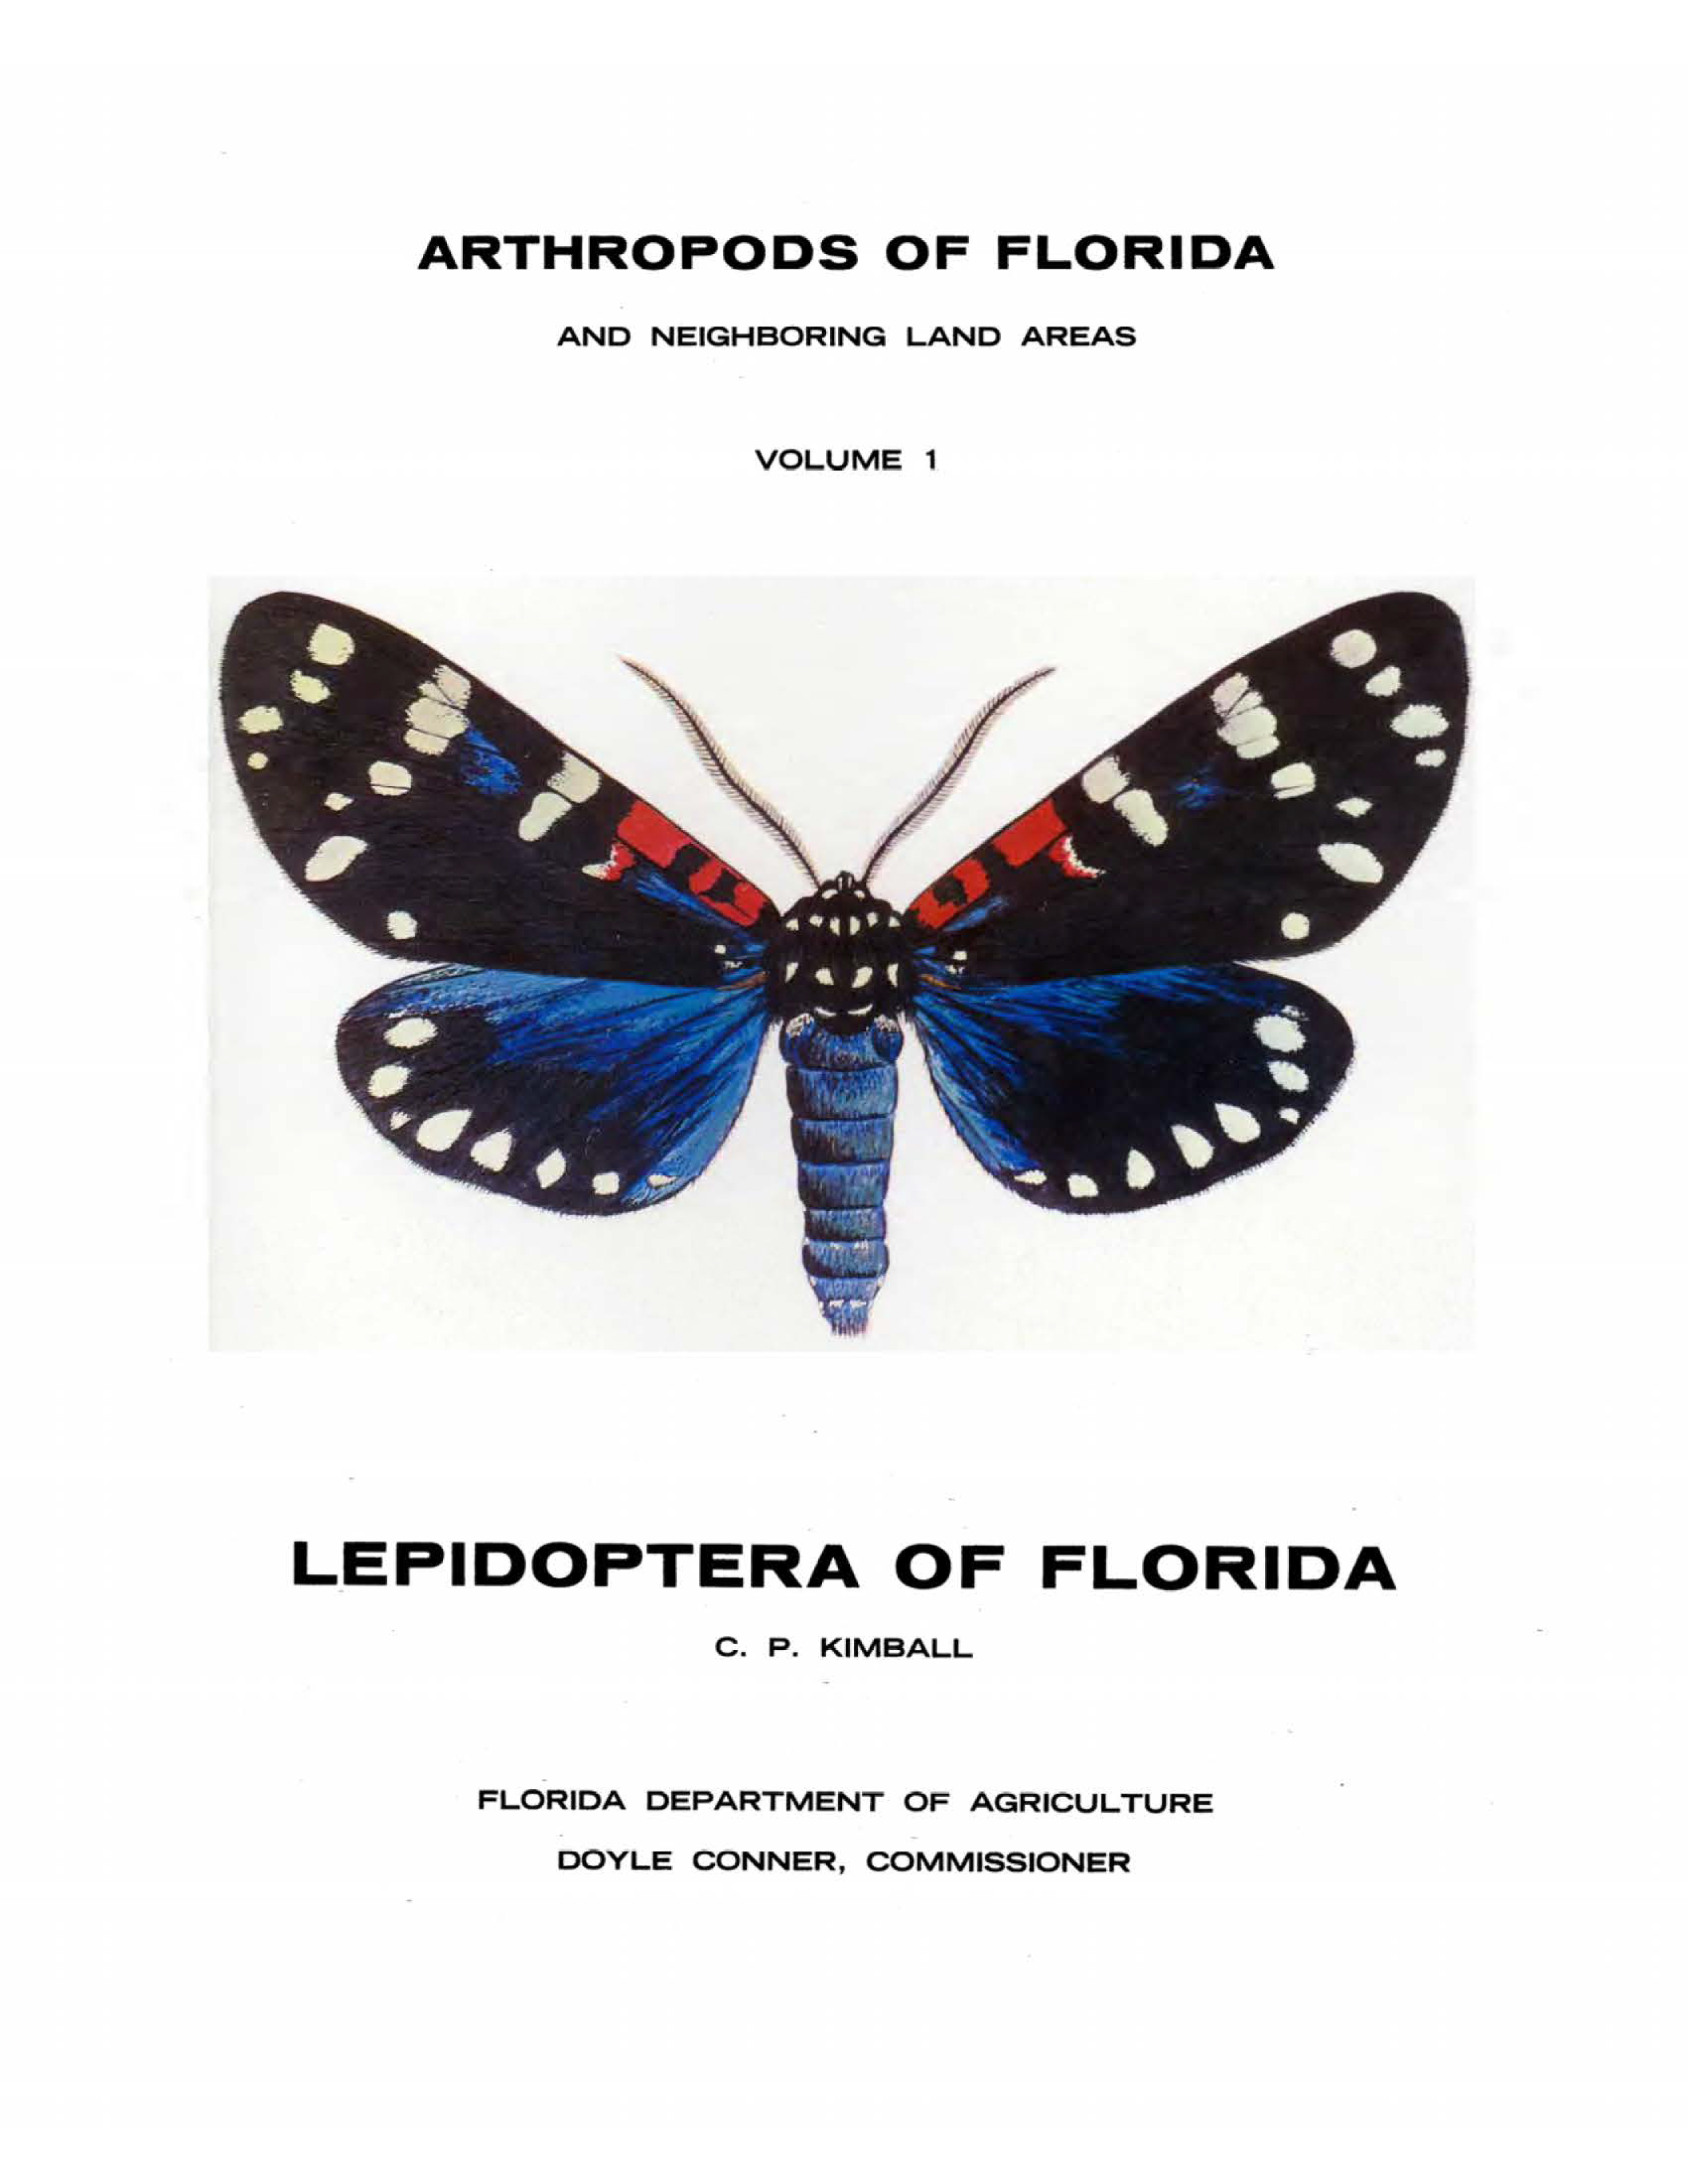 ARTHROPODS OF FLORIDA
AND NEIGHBORING LAND AREAS
VOLUME 1
LEPIDOPTERA OF FLORIDA
C. P. KIMBALL
FLORIDA DEPARTMENT OF AGRICULTURE
DOYLE CONNER, COMMISSIONER